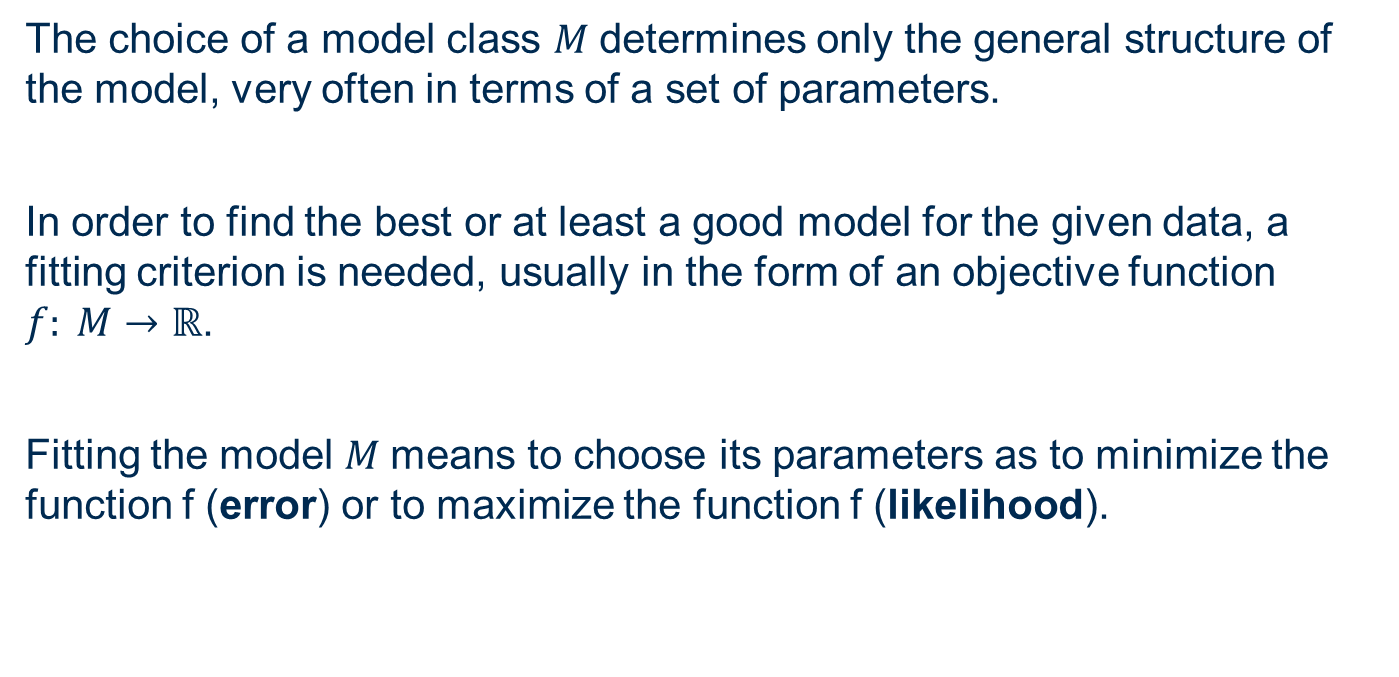 The choice of a model class M determines only the general structure of
the model, very often in terms of a set of parameters.
In order to find the best or at least a good model for the given data, a
fitting criterion is needed, usually in the form of an objective function
f: M → ℝ.
Fitting the model M means to choose its parameters as to minimize the
function f (error) or to maximize the function f (likelihood).